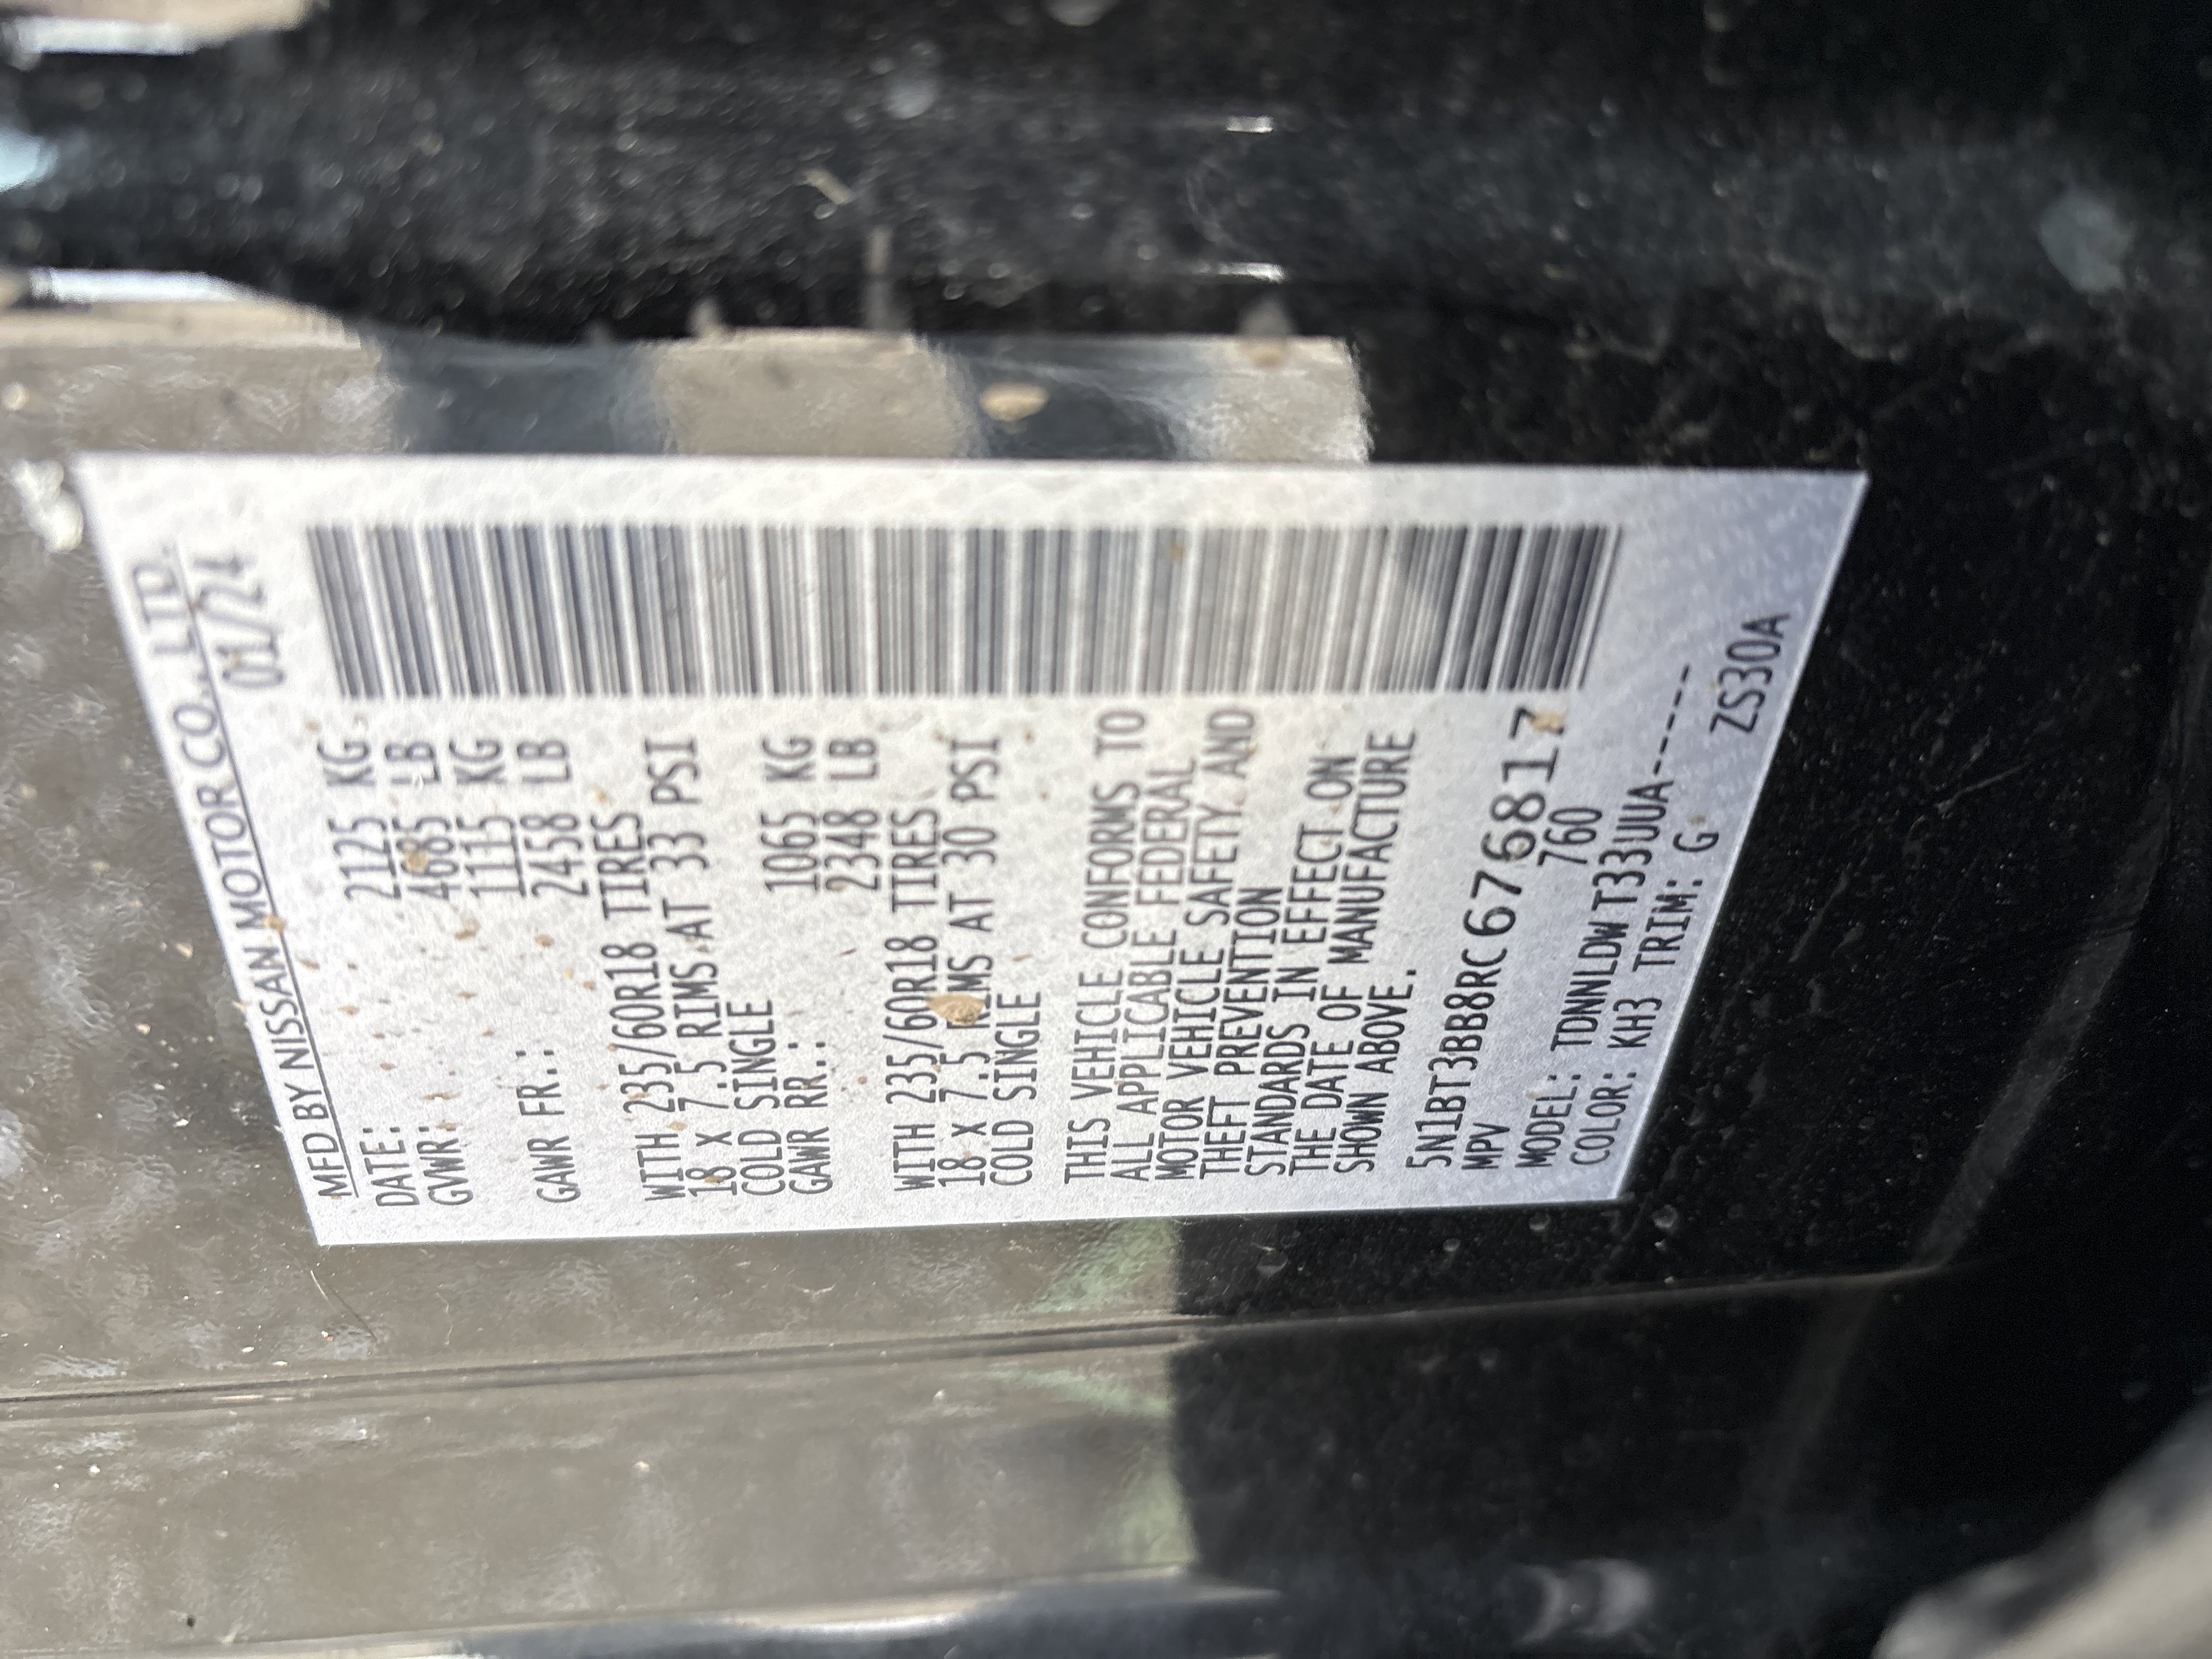 MFD BY NISSAN MOTOR CO., LTD.
DATE: 01/24
GVWR: 2125 KG
4685 LB
GAWR FR.: 1115 KG
2458 LB
WITH 235/60R18 TIRES
18 X 7.5 RIMS AT 33 PSI
COLD SINGLE
GAWR RR.: 1065 KG
2348 LB
WITH 235/60R18 TIRES
18 X 7.5 RIMS AT 30 PSI
COLD SINGLE
THIS VEHICLE CONFORMS TO
ALL APPLICABLE FEDERAL
MOTOR VEHICLE SAFETY AND
THEFT PREVENTION
STANDARDS IN EFFECT ON
THE DATE OF MANUFACTURE
SHOWN ABOVE.
5N1BT3BB8RC676817
MPV 760
MODEL: TDNNLDWT33UUA-----
COLOR: KH3 TRIM: G
ZS30A